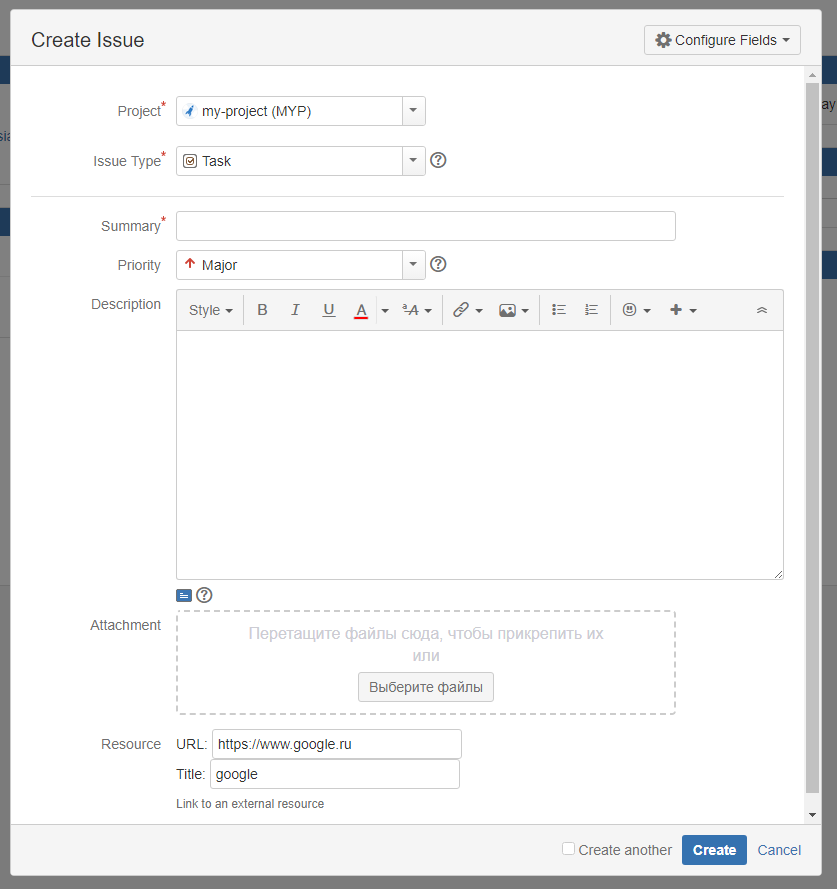 Create Issue
Configure Fields
Project*
my-project (MYP)
Issue Type*
Task
Summary*
Priority
Major
Description
Style
B I U A ªA
Attachment
Перетащите файлы сюда, чтобы прикрепить их
или
Выберите файлы
Resource
URL: https://www.google.ru
Title: google
Link to an external resource
Create another Create Cancel